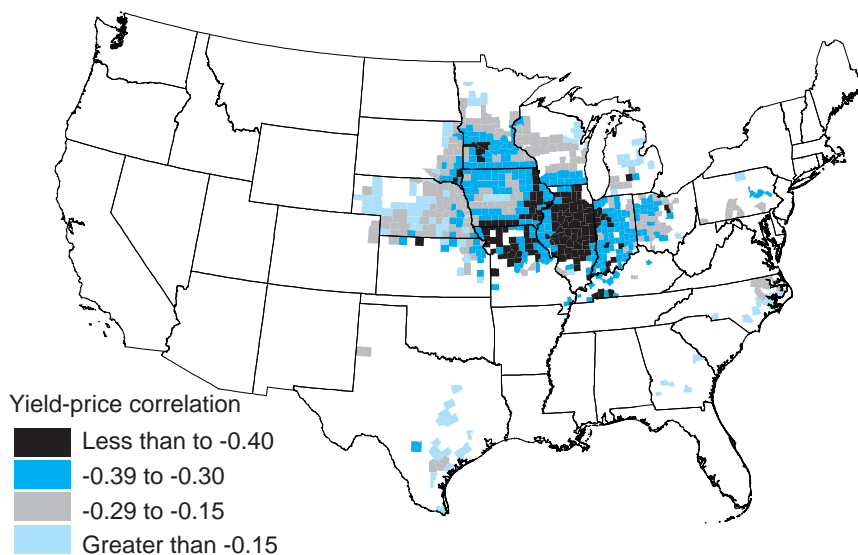 Yield-price correlation
Less than to -0.40
-0.39 to -0.30
-0.29 to -0.15
Greater than -0.15